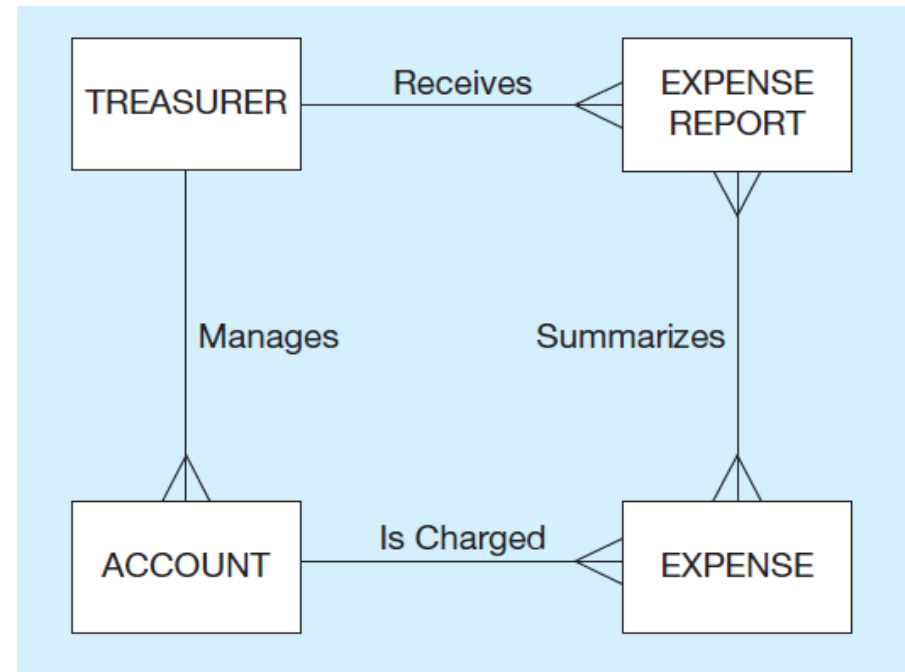 TREASURER
Receives
EXPENSE
REPORT
Manages
Summarizes
ACCOUNT
Is Charged
EXPENSE